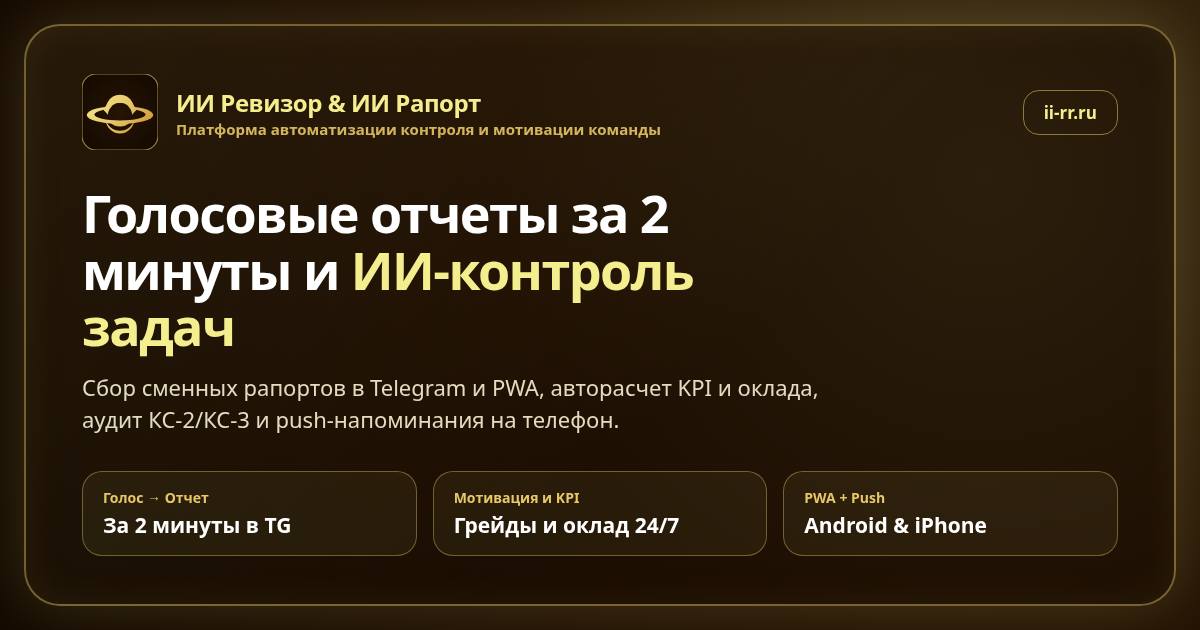 ИИ Ревизор & ИИ Рапорт
Платформа автоматизации контроля и мотивации команды
ii-rr.ru
Голосовые отчеты за 2
минуты и ИИ-контроль
задач
Сбор сменных рапортов в Telegram и PWA, авторасчет KPI и оклада,
аудит КС-2/КС-3 и push-напоминания на телефон.
Голос → Отчет
За 2 минуты в TG
Мотивация и KPI
Грейды и оклад 24/7
PWA + Push
Android & iPhone